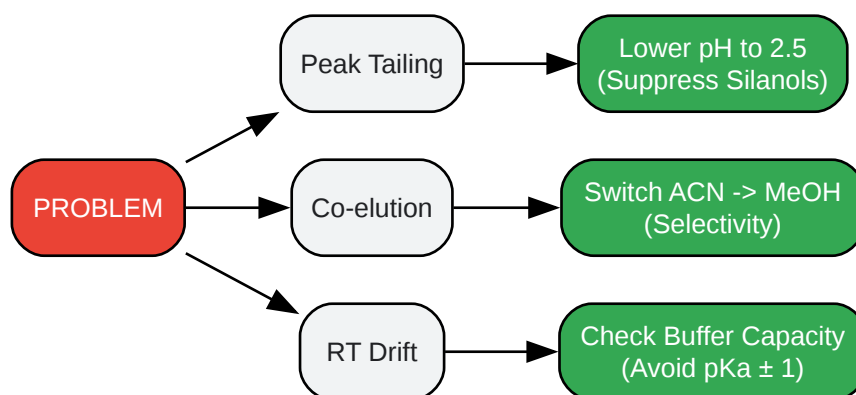 PROBLEM
Peak Tailing
Lower pH to 2.5
(Suppress Silanols)
Co-elution
Switch ACN -> MeOH
(Selectivity)
RT Drift
Check Buffer Capacity
(Avoid pKa ± 1)